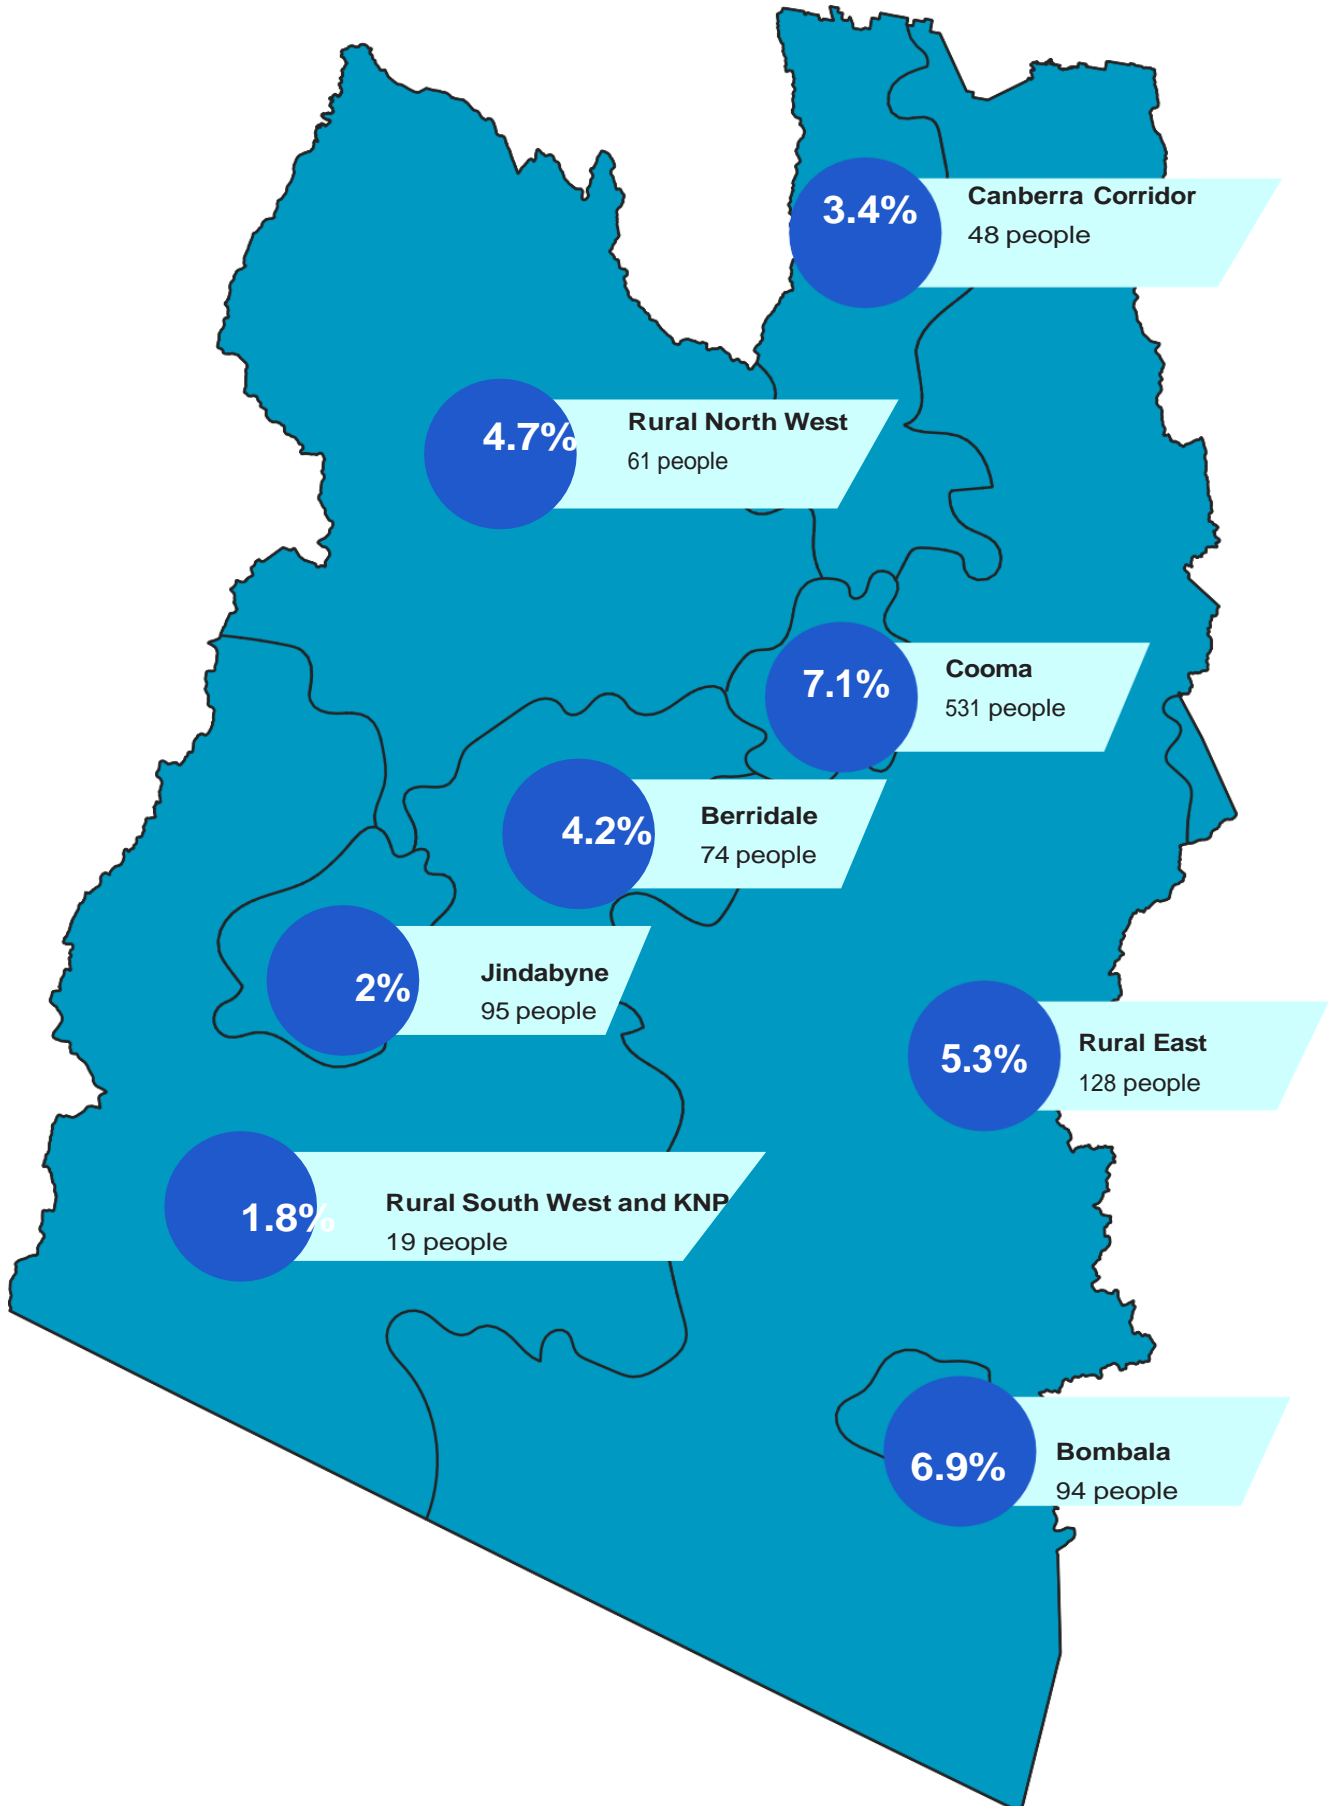 3.4%
Canberra Corridor
48 people
4.7%
Rural North West
61 people
7.1%
Cooma
531 people
4.2%
Berridale
74 people
2%
Jindabyne
95 people
5.3%
Rural East
128 people
1.8%
Rural South West and KNP
19 people
6.9%
Bombala
94 people